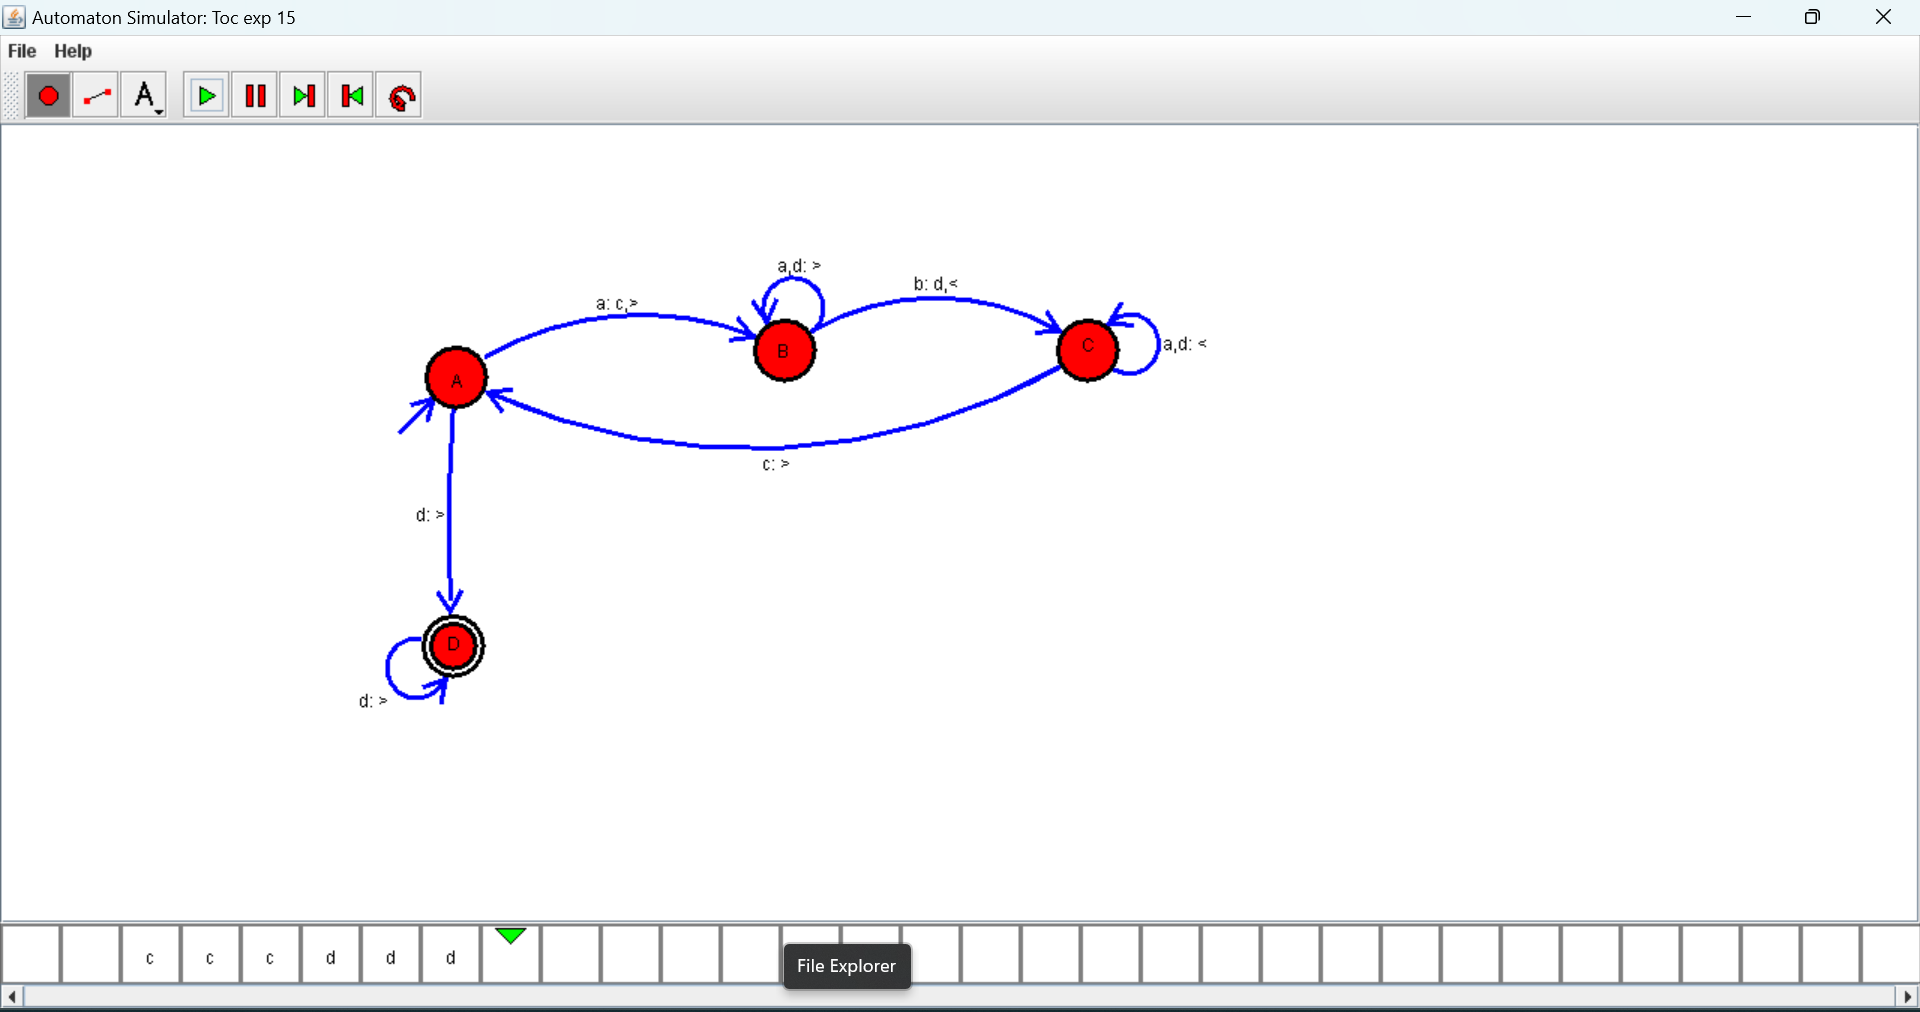 Automaton Simulator: Toc exp 15
File Help
A
a,d: >
b: d,<
a: c,>
B
C
a,d: <
A
c: >
d: >
D
d: >
c c c d d d
File Explorer